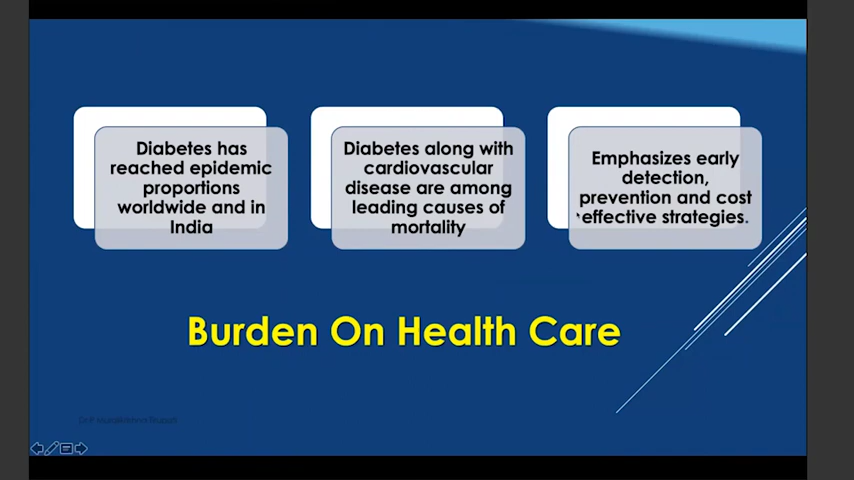 Diabetes has
reached epidemic
proportions
worldwide and in
India
Diabetes along with
cardiovascular
disease are among
leading causes of
mortality
Emphasizes early
detection,
prevention and cost
effective strategies.
Burden On Health Care